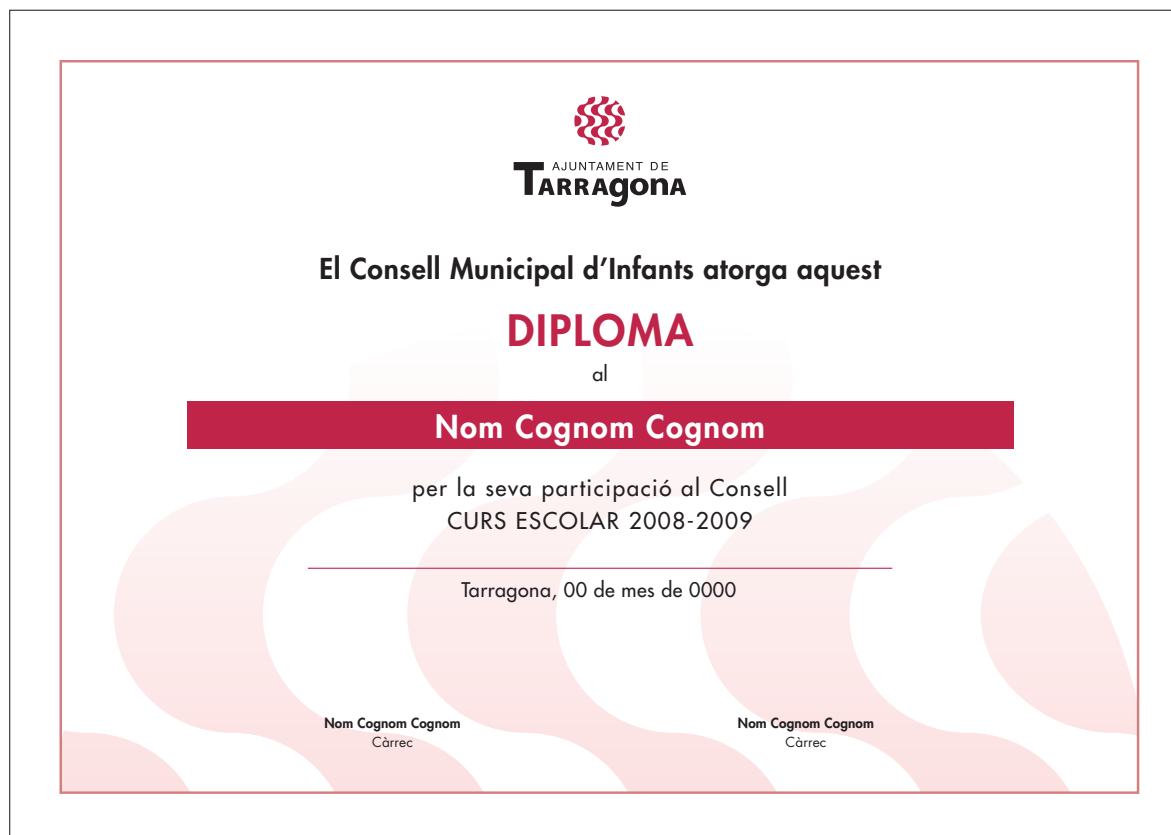 AJUNTAMENT DE
TARRAGONA
El Consell Municipal d’Infants atorga aquest
DIPLOMA
al
Nom Cognom Cognom
per la seva participació al Consell
CURS ESCOLAR 2008-2009
Tarragona, 00 de mes de 0000
Nom Cognom Cognom
Càrrec
Nom Cognom Cognom
Càrrec